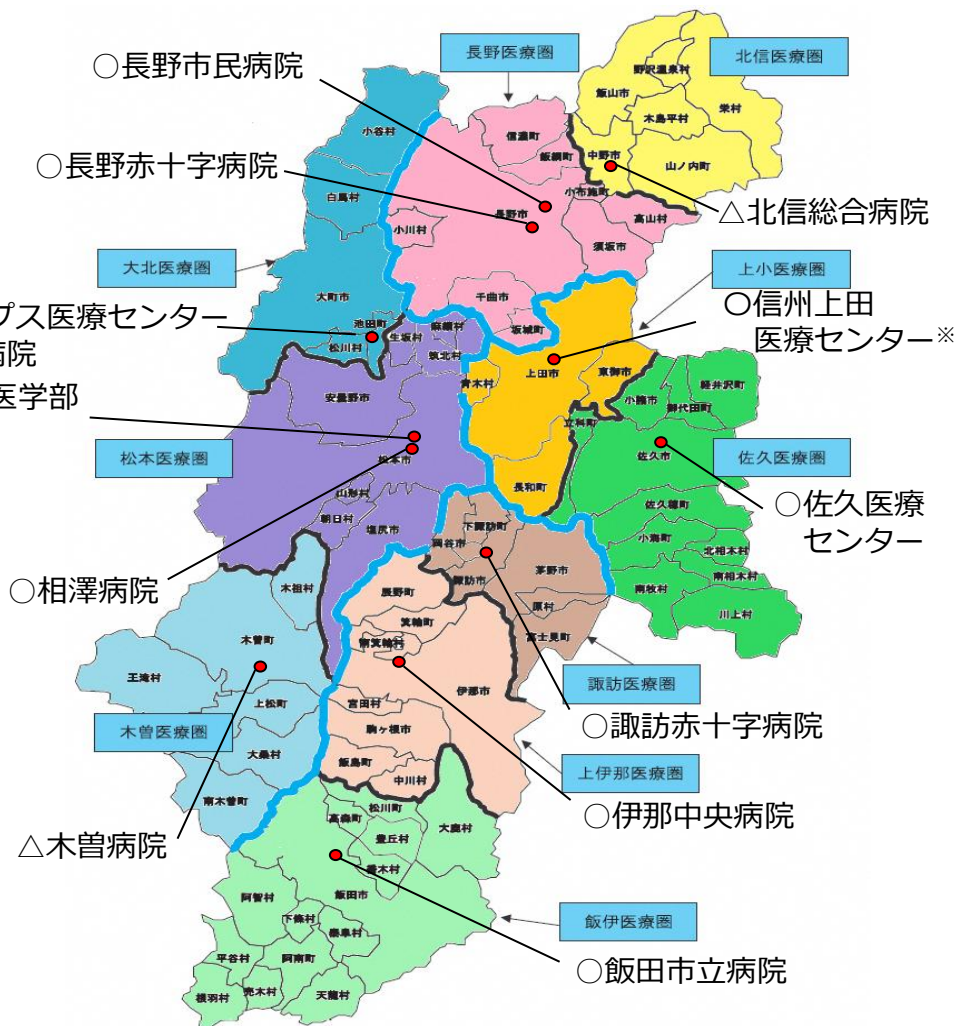 長野医療圏
北信医療圏
○長野市民病院
野沢温泉村
飯山市
栄村
木島平村
小谷村
信濃町
飯綱町
中野市
山ノ内町
○長野赤十字病院
小布施町
白馬村
長野市
高山村
△北信総合病院
小川村
須坂市
大北医療圏
上小医療圏
大町市
千曲市
プス医療センター
池田町
生坂村
麻績村
坂城町
○信州上田
医療センター※
病院
松川村
筑北村
上田市
東御市
青木村
軽井沢町
医学部
安曇野市
小諸市
御代田町
立科町
松本医療圏
松本市
佐久市
佐久医療圏
山形村
長和町
佐久穂町
○佐久医療
センター
朝日村
塩尻市
下諏訪町
岡谷市
小海町
北相木村
○相澤病院
木祖村
辰野町
諏訪市
茅野市
南相木村
原村
南牧村
川上村
箕輪町
富士見町
木曽町
南箕輪村
王滝村
伊那市
諏訪医療圏
上松町
宮田村
○諏訪赤十字病院
木曽医療圏
駒ヶ根市
大桑村
飯島町
上伊那医療圏
中川村
南木曽町
松川町
○伊那中央病院
高森町
大鹿村
△木曽病院
豊丘村
喬木村
飯田市
阿智村
飯伊医療圏
下條村
泰阜村
平谷村
阿南町
○飯田市立病院
根羽村
売木村
天龍村